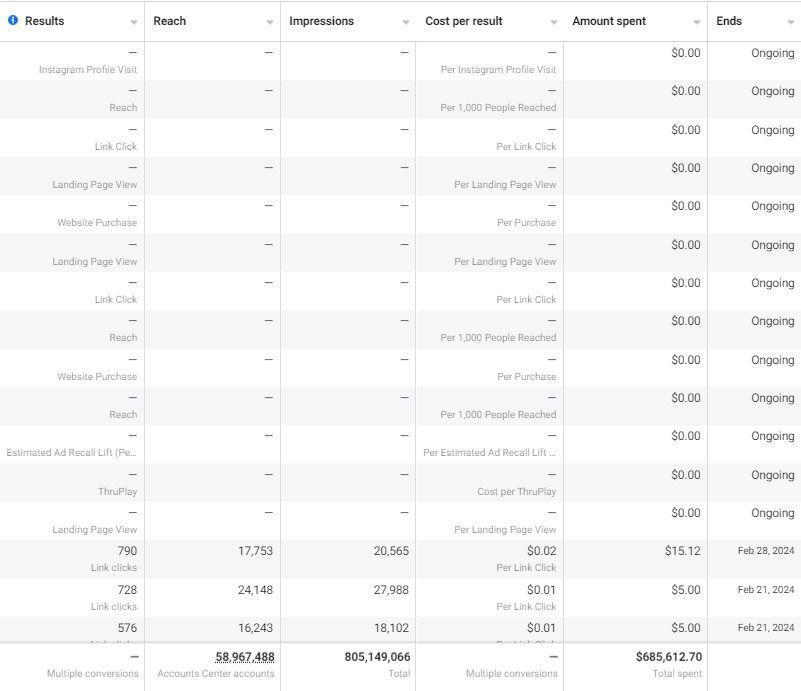 Results Reach Impressions Cost per result Amount spent Ends
— — — — $0.00 Ongoing
Instagram Profile Visit Per Instagram Profile Visit
— — — — $0.00 Ongoing
Reach Per 1,000 People Reached
— — — — $0.00 Ongoing
Link Click Per Link Click
— — — — $0.00 Ongoing
Landing Page View Per Landing Page View
— — — — $0.00 Ongoing
Website Purchase Per Purchase
— — — — $0.00 Ongoing
Landing Page View Per Landing Page View
— — — — $0.00 Ongoing
Link Click Per Link Click
— — — — $0.00 Ongoing
Reach Per 1,000 People Reached
— — — — $0.00 Ongoing
Website Purchase Per Purchase
— — — — $0.00 Ongoing
Reach Per 1,000 People Reached
— — — — $0.00 Ongoing
Estimated Ad Recall Lift (Pe... Per Estimated Ad Recall Lift ...
— — — — $0.00 Ongoing
ThruPlay Cost per ThruPlay
— — — — $0.00 Ongoing
Landing Page View Per Landing Page View
790 17,753 20,565 $0.02 $15.12 Feb 28, 2024
Link clicks Per Link Click
728 24,148 27,988 $0.01 $5.00 Feb 21, 2024
Link clicks Per Link Click
576 16,243 18,102 $0.01 $5.00 Feb 21, 2024
— 58,967,488 805,149,066 — $685,612.70
Multiple conversions Accounts Center accounts Total Multiple conversions Total spent